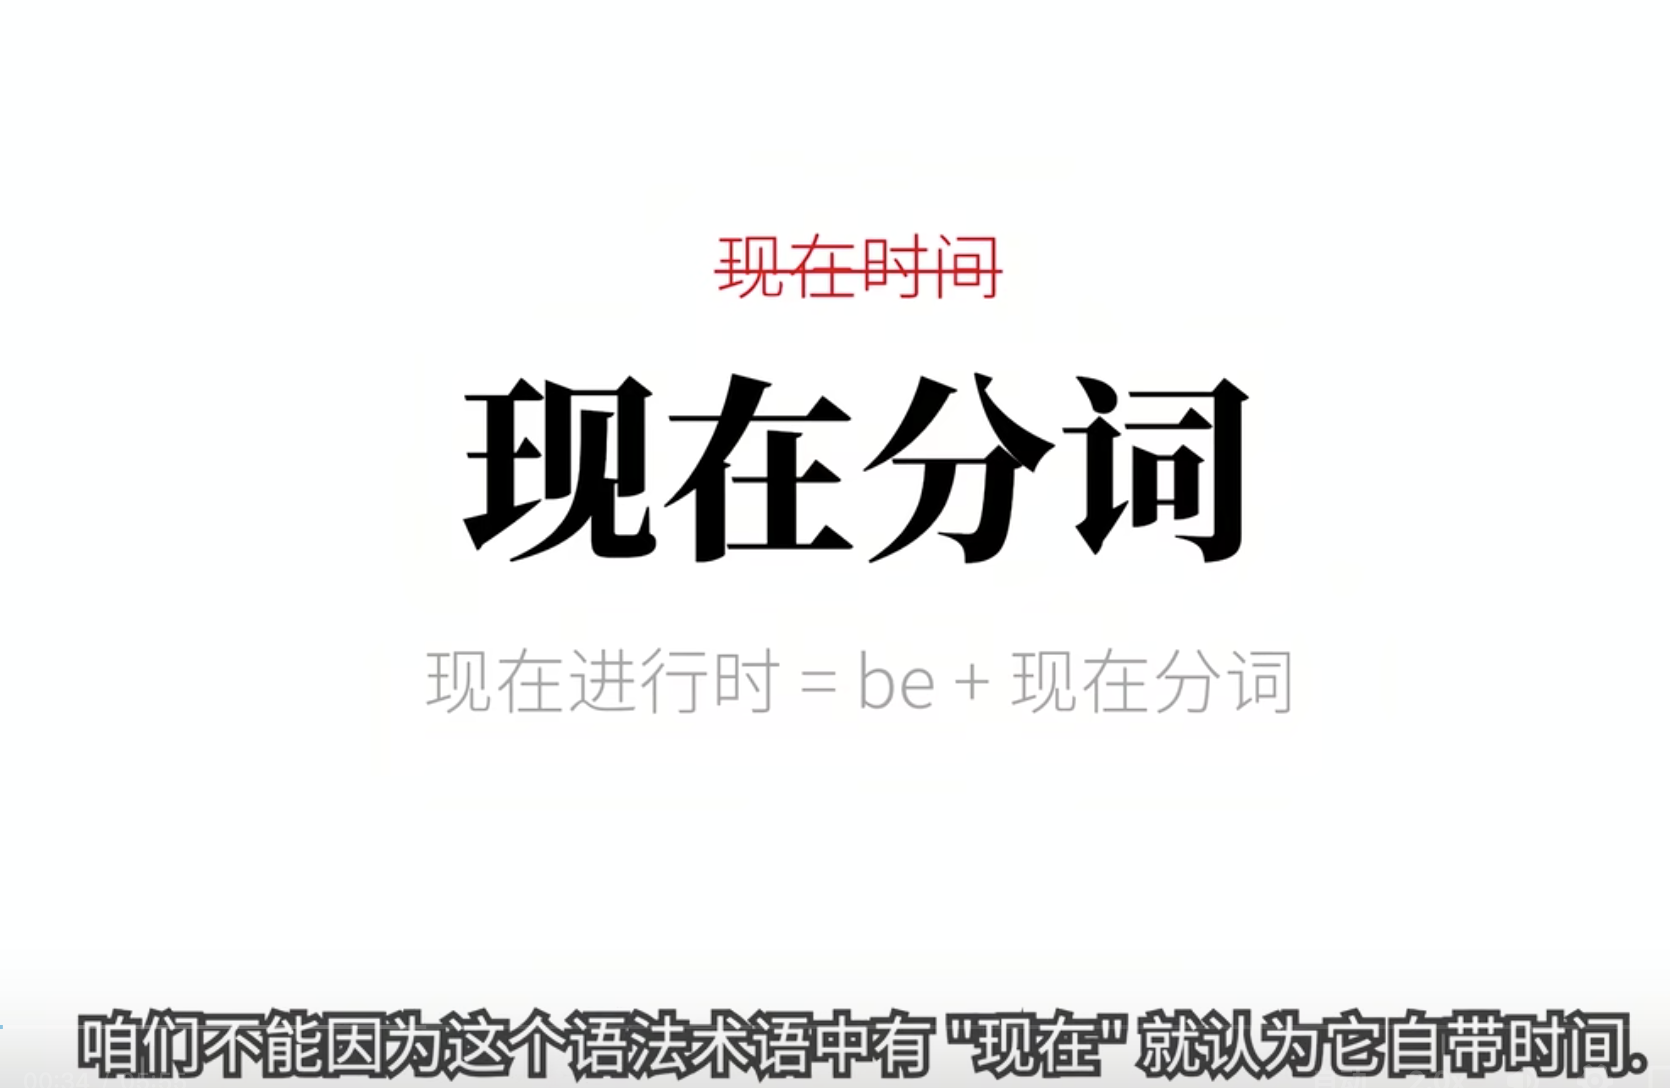 现在时间
现在分词
现在进行时 = be + 现在分词
咱们不能因为这个语法术语中有 "现在" 就认为它自带时间.
00:34